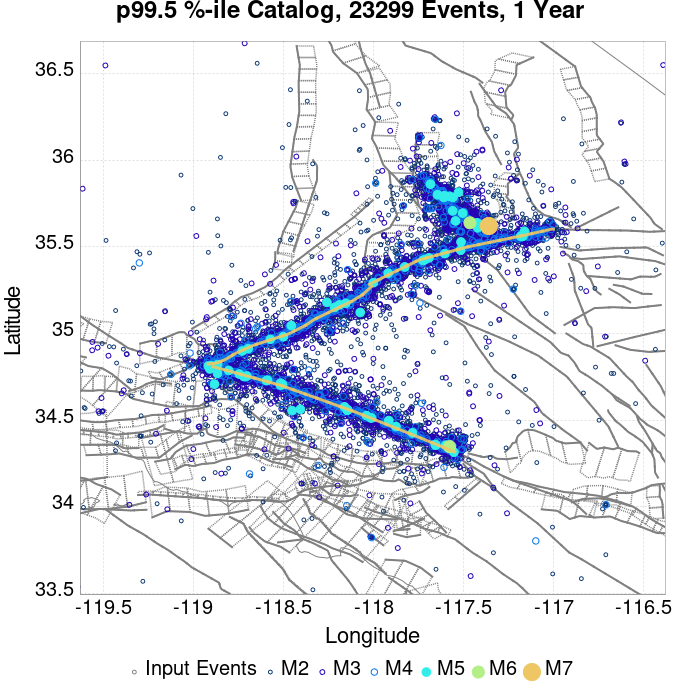 p99.5 %-ile Catalog, 23299 Events, 1 Year
Latitude
36.5
36
35.5
35
34.5
34
33.5
-119.5 -119 -118.5 -118 -117.5 -117 -116.5
Longitude
Input Events M2 M3 M4 M5 M6 M7